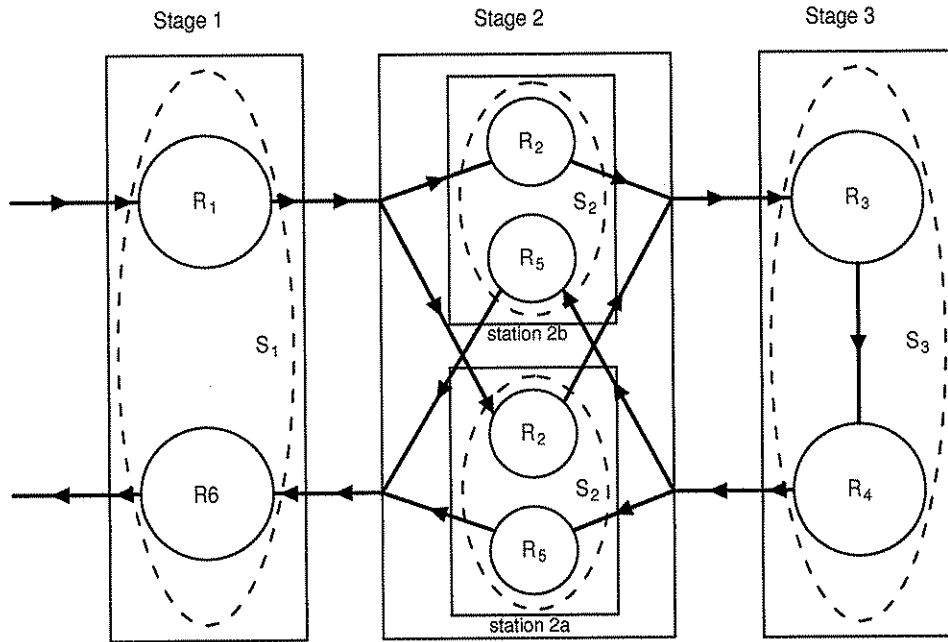 Stage 1
Stage 2
Stage 3
R1
R2
S2
R5
station 2b
R3
S1
S3
R2
S2
R5
station 2a
R6
R4